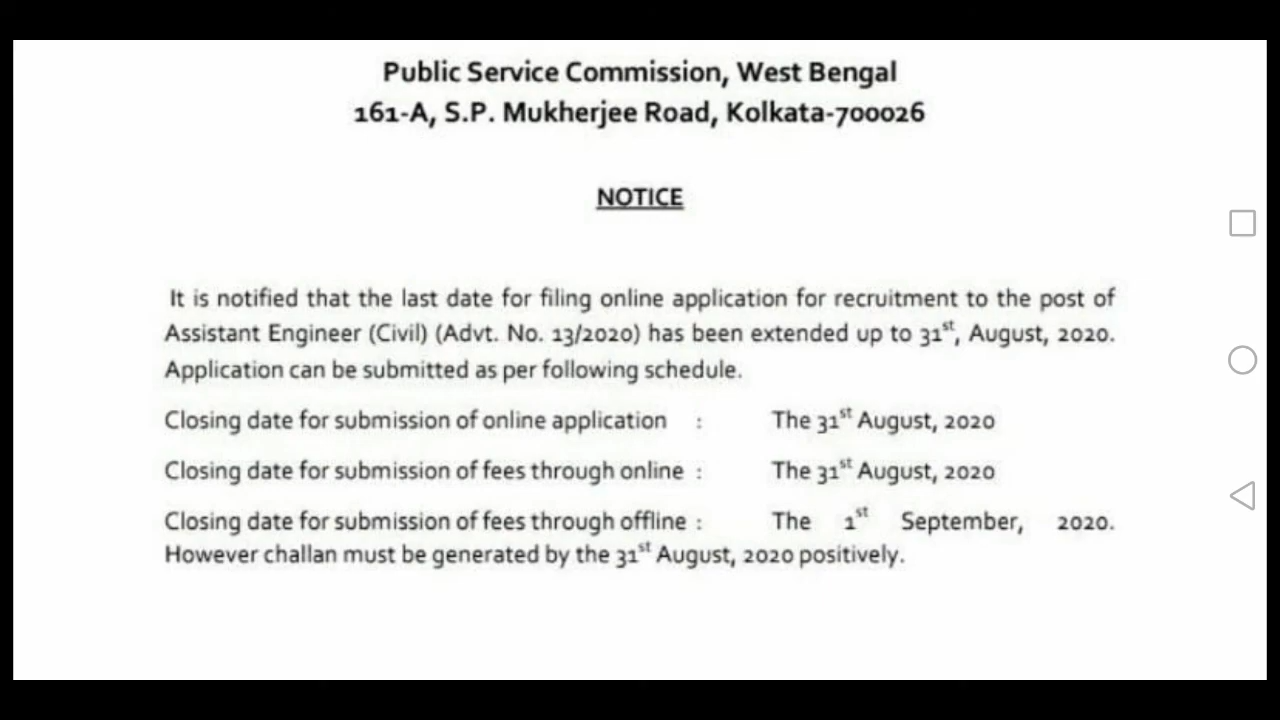 Public Service Commission, West Bengal
161-A, S.P. Mukherjee Road, Kolkata-700026
NOTICE
It is notified that the last date for filing online application for recruitment to the post of
Assistant Engineer (Civil) (Advt. No. 13/2020) has been extended up to 31st, August, 2020.
Application can be submitted as per following schedule.
Closing date for submission of online application : The 31st August, 2020
Closing date for submission of fees through online : The 31st August, 2020
Closing date for submission of fees through offline : The 1st September, 2020.
However challan must be generated by the 31st August, 2020 positively.